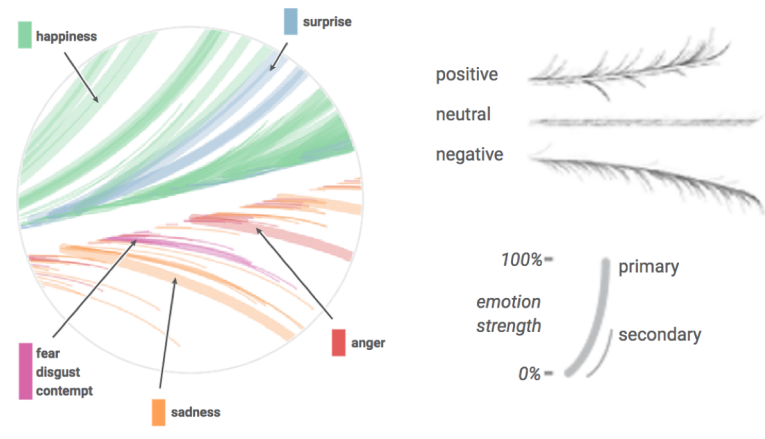 happiness
surprise
fear
disgust
contempt
sadness
anger
positive
neutral
negative
100%
emotion
strength
0%
primary
secondary